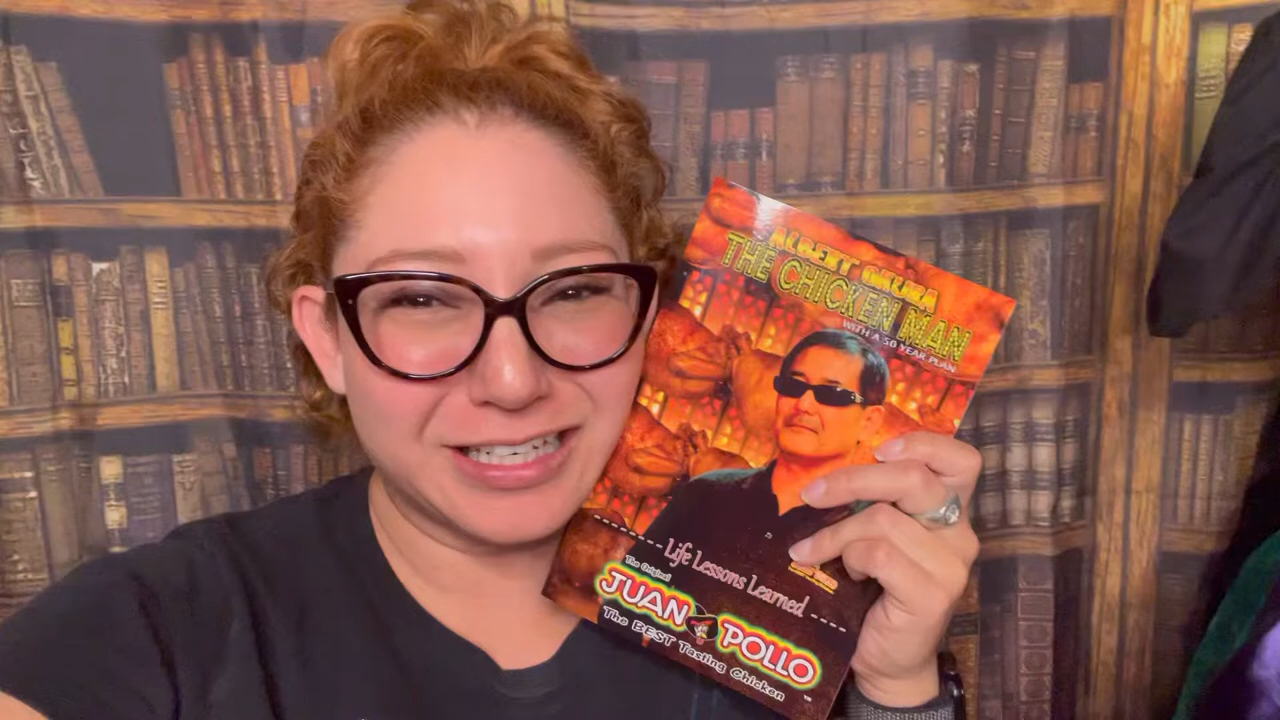 ALBERT OKURA
THE CHICKEN MAN
WITH A 50 YEAR PLAN
Life Lessons Learned
The Original
JUAN POLLO
The BEST Tasting Chicken
TM